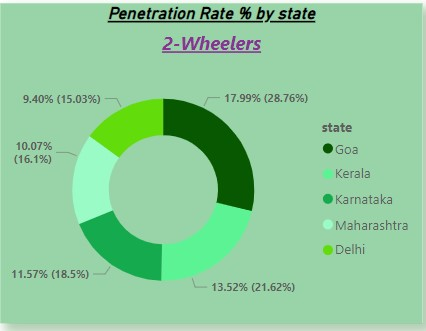 Penetration Rate % by state
2-Wheelers
9.40% (15.03%)
17.99% (28.76%)
10.07%
(16.1%)
11.57% (18.5%)
13.52% (21.62%)
state
Goa
Kerala
Karnataka
Maharashtra
Delhi